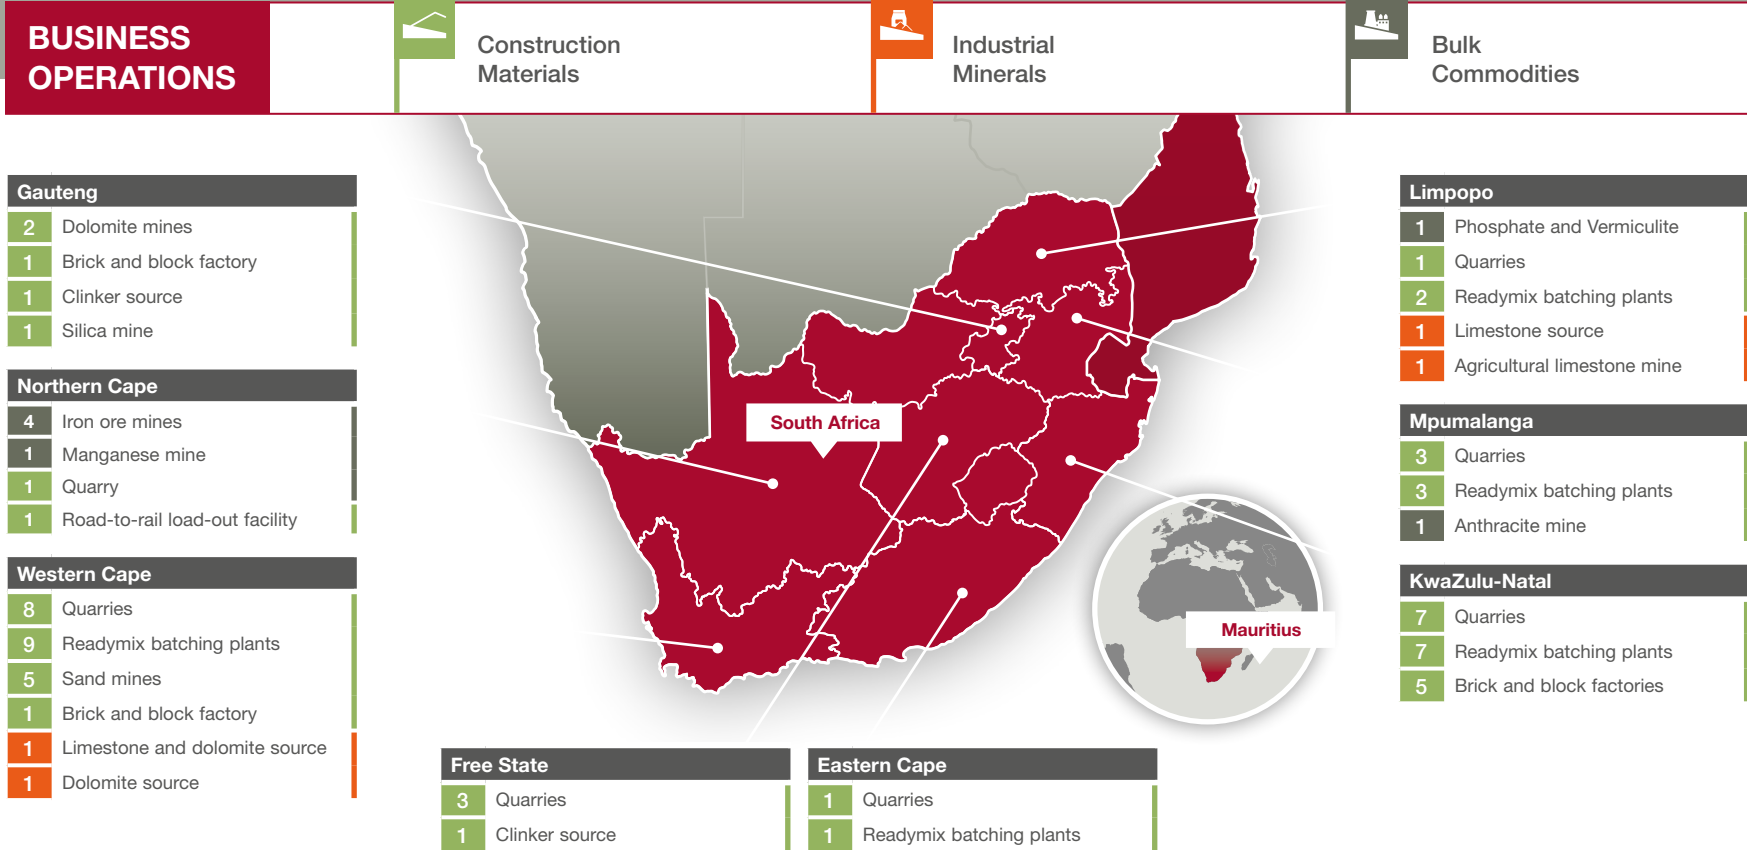 BUSINESS
OPERATIONS
Construction
Materials
Industrial
Minerals
Bulk
Commodities
Gauteng
2 Dolomite mines
1 Brick and block factory
1 Clinker source
1 Silica mine
Northern Cape
4 Iron ore mines
1 Manganese mine
1 Quarry
1 Road-to-rail load-out facility
Western Cape
8 Quarries
9 Readymix batching plants
5 Sand mines
1 Brick and block factory
1 Limestone and dolomite source
1 Dolomite source
South Africa
Mauritius
Free State
3 Quarries
1 Clinker source
Eastern Cape
1 Quarries
1 Readymix batching plants
Limpopo
1 Phosphate and Vermiculite
1 Quarries
2 Readymix batching plants
1 Limestone source
1 Agricultural limestone mine
Mpumalanga
3 Quarries
3 Readymix batching plants
1 Anthracite mine
KwaZulu-Natal
7 Quarries
7 Readymix batching plants
5 Brick and block factories